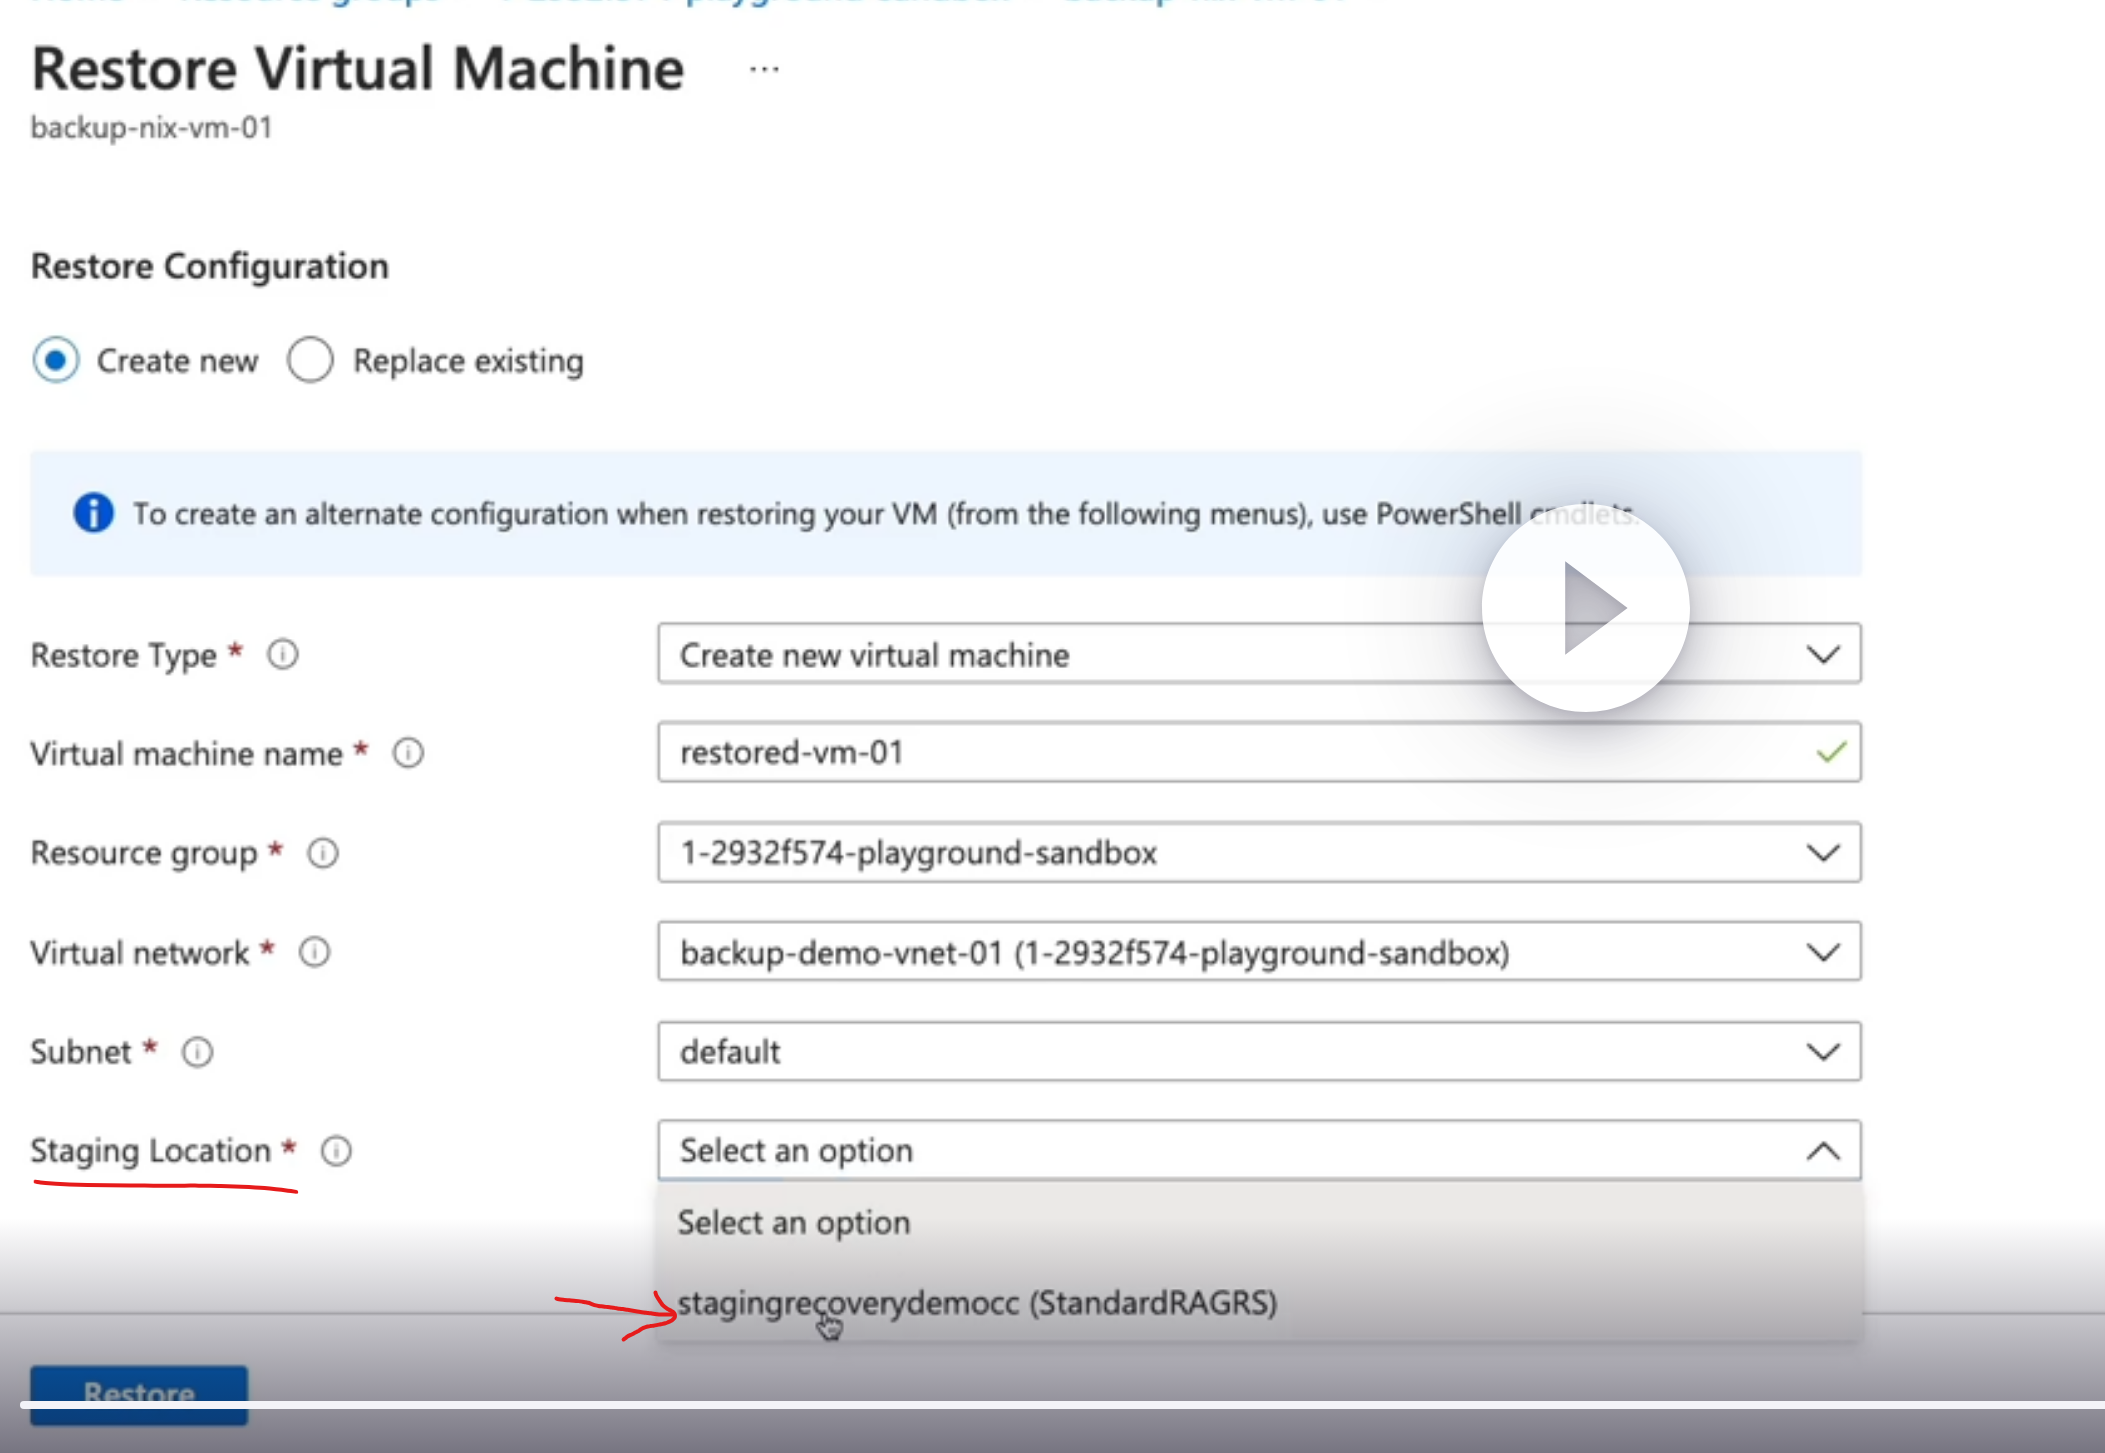 Restore Virtual Machine ...
backup-nix-vm-01
Restore Configuration
Create new Replace existing
To create an alternate configuration when restoring your VM (from the following menus), use PowerShell cmdlets.
Restore Type * Create new virtual machine
Virtual machine name * restored-vm-01
Resource group * 1-2932f574-playground-sandbox
Virtual network * backup-demo-vnet-01 (1-2932f574-playground-sandbox)
Subnet * default
Staging Location * Select an option
Select an option
stagingrecoverydemocc (StandardRAGRS)
Restore